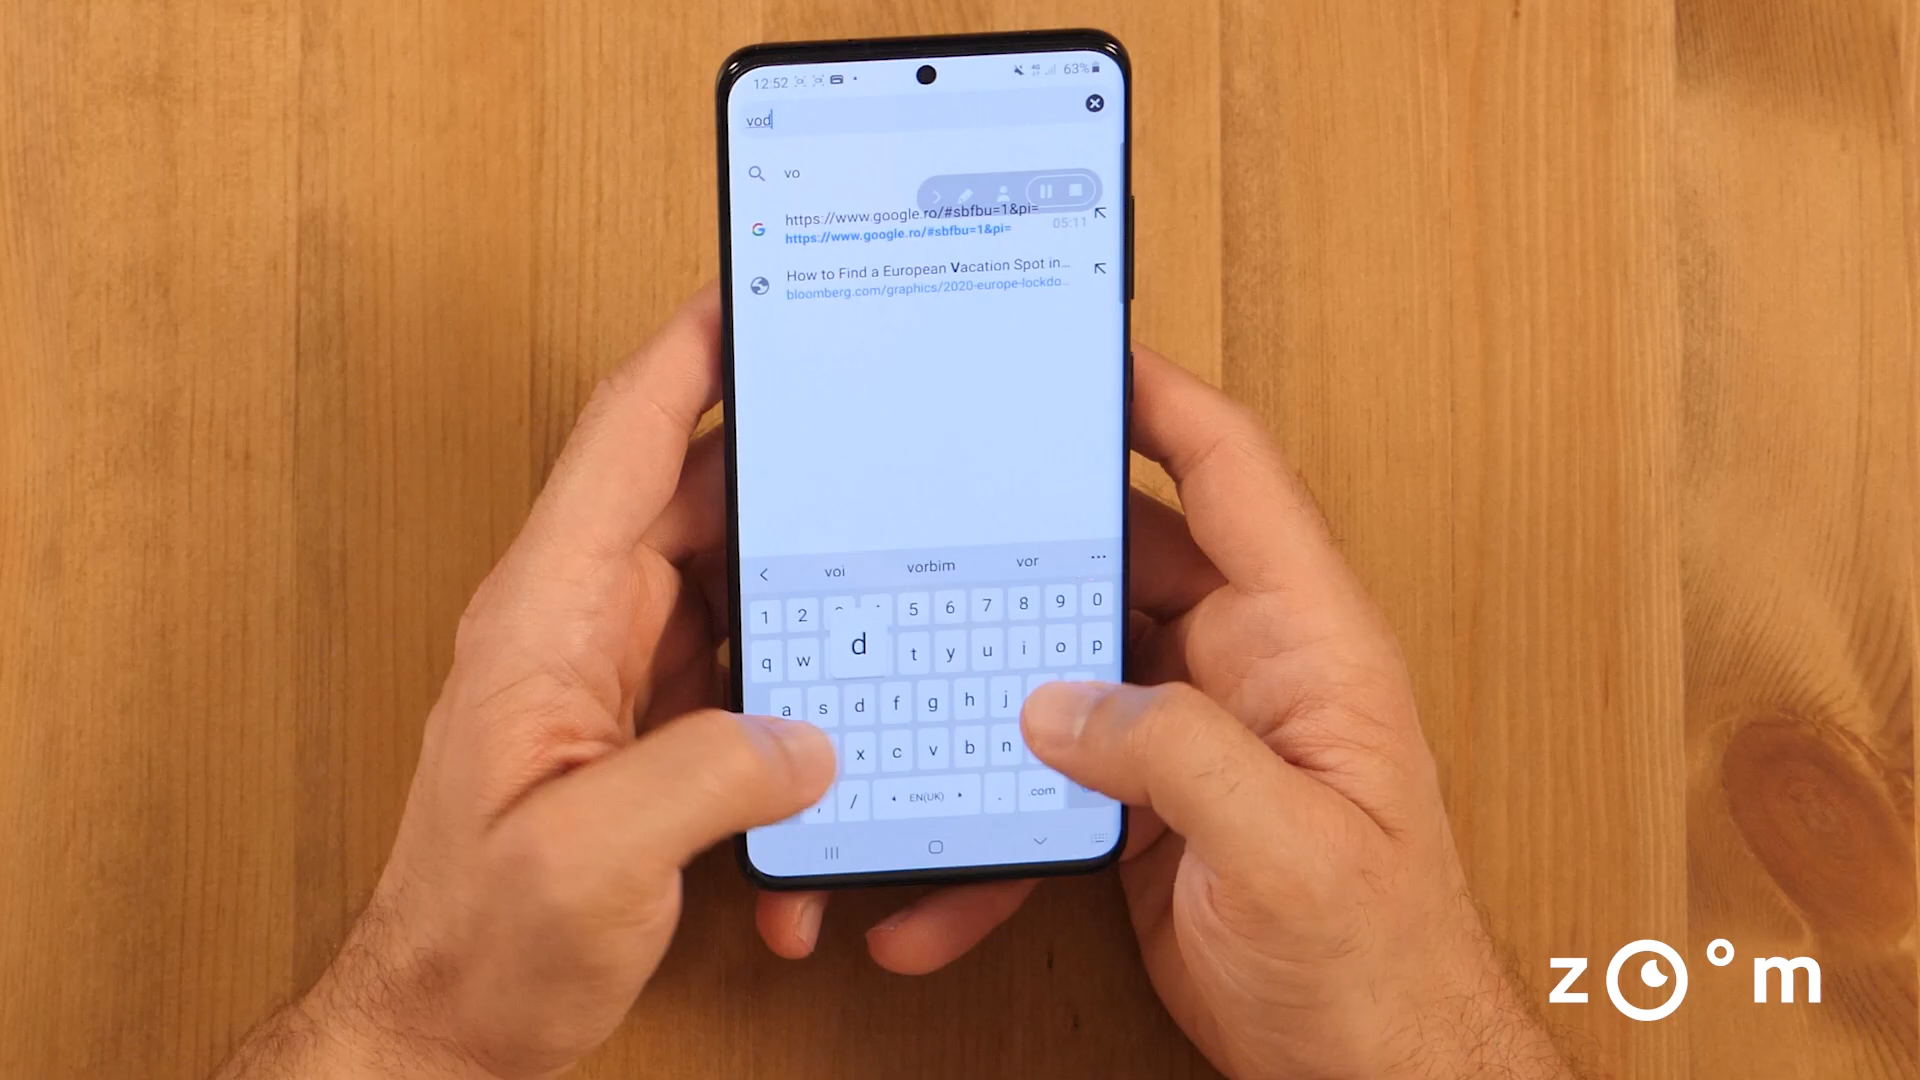 12:52
63%
vod
vo
https://www.google.ro/#sbfbu=1&pi=
https://www.google.ro/#sbfbu=1&pi=
05:11
How to Find a European Vacation Spot in...
bloomberg.com/graphics/2020-europe-lockdo...
voi vorbim vor ...
1 2 5 6 7 8 9 0
d
q w t y u i o p
a s d f g h j
x c v b n
, / EN(UK) . .com
zoom